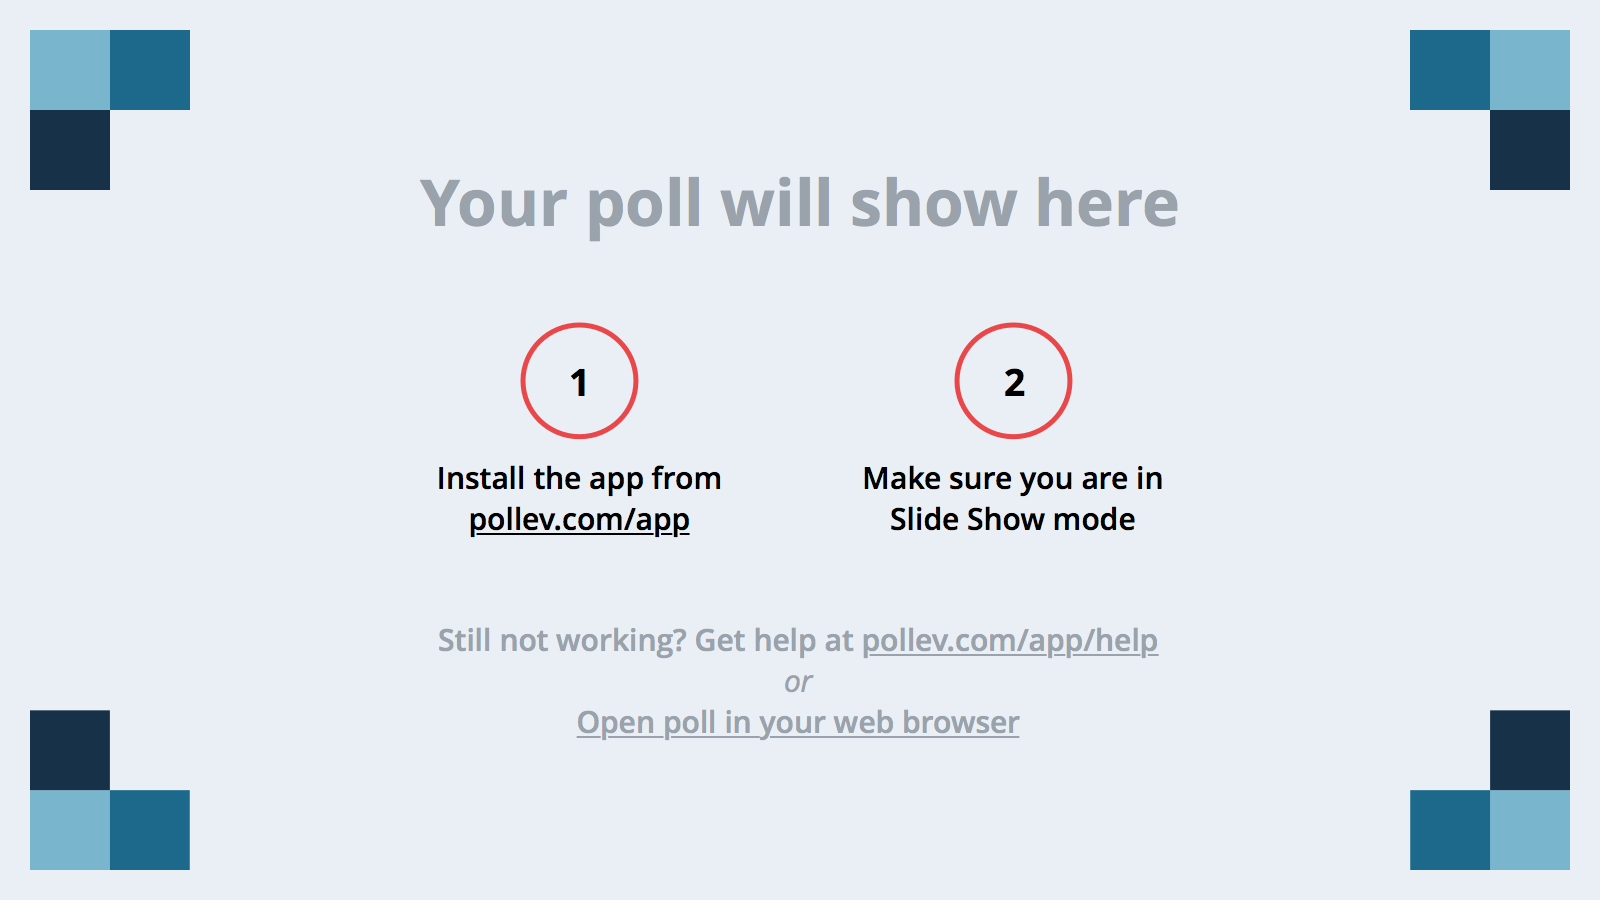 Your poll will show here
1
Install the app from
pollev.com/app
2
Make sure you are in
Slide Show mode
Still not working? Get help at pollev.com/app/help
or
Open poll in your web browser